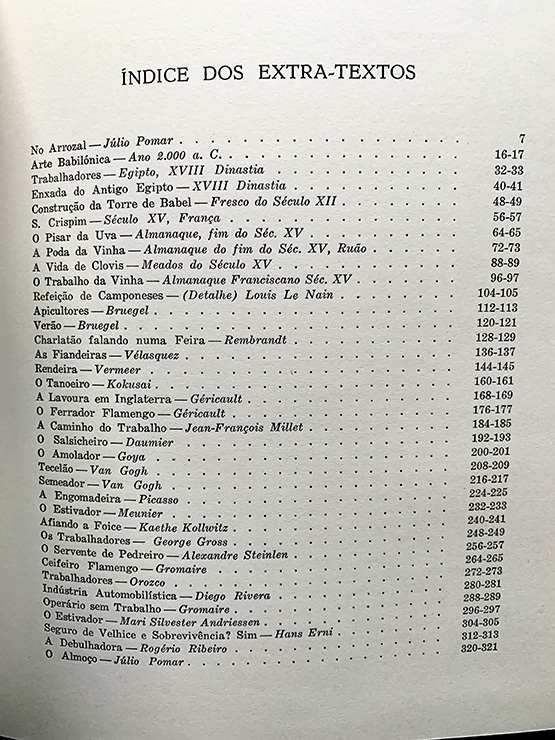 ÍNDICE DOS EXTRA-TEXTOS
No Arrozal — Júlio Pomar . . . . . . . . . . 7
Arte Babilónica — Ano 2.000 a. C. . . . . . . . . . 16-17
Trabalhadores — Egipto, XVIII Dinastia . . . . . . . . . 32-33
Enxada do Antigo Egipto — XVIII Dinastia . . . . . . . . 40-41
Construção da Torre de Babel — Fresco do Século XII . . . . . . 48-49
S. Crispim — Século XV, França . . . . . . . . . . 56-57
O Pisar da Uva — Almanaque, fim do Séc. XV . . . . . . . 64-65
A Poda da Vinha — Almanaque do fim do Séc. XV, Ruão . . . . . 72-73
A Vida de Clovis — Meados do Século XV . . . . . . . . 88-89
O Trabalho da Vinha — Almanaque Franciscano Séc. XV . . . . . 96-97
Refeição de Camponeses — (Detalhe) Louis Le Nain . . . . . . 104-105
Apicultores — Bruegel . . . . . . . . . . 112-113
Verão — Bruegel . . . . . . . . . . 120-121
Charlatão falando numa Feira — Rembrandt . . . . . . . . 128-129
As Fiandeiras — Vélasquez . . . . . . . . . . 136-137
Rendeira — Vermeer . . . . . . . . . . 144-145
O Tanoeiro — Kokusai . . . . . . . . . . 160-161
A Lavoura em Inglaterra — Géricault . . . . . . . . . 168-169
O Ferrador Flamengo — Géricault . . . . . . . . . 176-177
A Caminho do Trabalho — Jean-François Millet . . . . . . . 184-185
O Salsicheiro — Daumier . . . . . . . . . . 192-193
O Amolador — Goya . . . . . . . . . . 200-201
Tecelão — Van Gogh . . . . . . . . . . 208-209
Semeador — Van Gogh . . . . . . . . . . 216-217
A Engomadeira — Picasso . . . . . . . . . . 224-225
O Estivador — Meunier . . . . . . . . . . 232-233
Afiando a Foice — Kaethe Kollwitz . . . . . . . . . 240-241
Os Trabalhadores — George Gross . . . . . . . . . 248-249
O Servente de Pedreiro — Alexandre Steinlen . . . . . . . 256-257
Ceifeiro Flamengo — Gromaire . . . . . . . . . 264-265
Trabalhadores — Orozco . . . . . . . . . . 272-273
Indústria Automobilística — Diego Rivera . . . . . . . . 280-281
Operário sem Trabalho — Gromaire . . . . . . . . . 288-289
O Estivador — Mari Silvester Andriessen . . . . . . . . 296-297
Seguro de Velhice e Sobrevivência? Sim — Hans Erni . . . . . . 304-305
A Debulhadora — Rogério Ribeiro . . . . . . . . . 312-313
O Almoço — Júlio Pomar . . . . . . . . . . 320-321